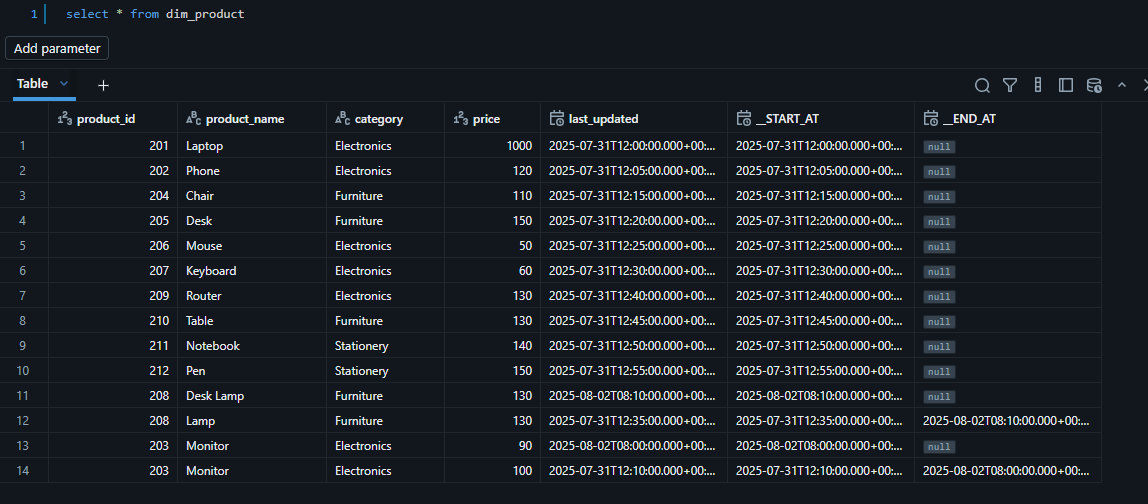 1 select * from dim_product
Add parameter
Table +
product_id product_name category price last_updated __START_AT __END_AT
1 201 Laptop Electronics 1000 2025-07-31T12:00:00.000+00:... 2025-07-31T12:00:00.000+00:... null
2 202 Phone Electronics 120 2025-07-31T12:05:00.000+00:... 2025-07-31T12:05:00.000+00:... null
3 204 Chair Furniture 110 2025-07-31T12:15:00.000+00:... 2025-07-31T12:15:00.000+00:... null
4 205 Desk Furniture 150 2025-07-31T12:20:00.000+00:... 2025-07-31T12:20:00.000+00:... null
5 206 Mouse Electronics 50 2025-07-31T12:25:00.000+00:... 2025-07-31T12:25:00.000+00:... null
6 207 Keyboard Electronics 60 2025-07-31T12:30:00.000+00:... 2025-07-31T12:30:00.000+00:... null
7 209 Router Electronics 130 2025-07-31T12:40:00.000+00:... 2025-07-31T12:40:00.000+00:... null
8 210 Table Furniture 130 2025-07-31T12:45:00.000+00:... 2025-07-31T12:45:00.000+00:... null
9 211 Notebook Stationery 140 2025-07-31T12:50:00.000+00:... 2025-07-31T12:50:00.000+00:... null
10 212 Pen Stationery 150 2025-07-31T12:55:00.000+00:... 2025-07-31T12:55:00.000+00:... null
11 208 Desk Lamp Furniture 130 2025-08-02T08:10:00.000+00:... 2025-08-02T08:10:00.000+00:... null
12 208 Lamp Furniture 130 2025-07-31T12:35:00.000+00:... 2025-07-31T12:35:00.000+00:... 2025-08-02T08:10:00.000+00:...
13 203 Monitor Electronics 90 2025-08-02T08:00:00.000+00:... 2025-08-02T08:00:00.000+00:... null
14 203 Monitor Electronics 100 2025-07-31T12:10:00.000+00:... 2025-07-31T12:10:00.000+00:... 2025-08-02T08:00:00.000+00:...